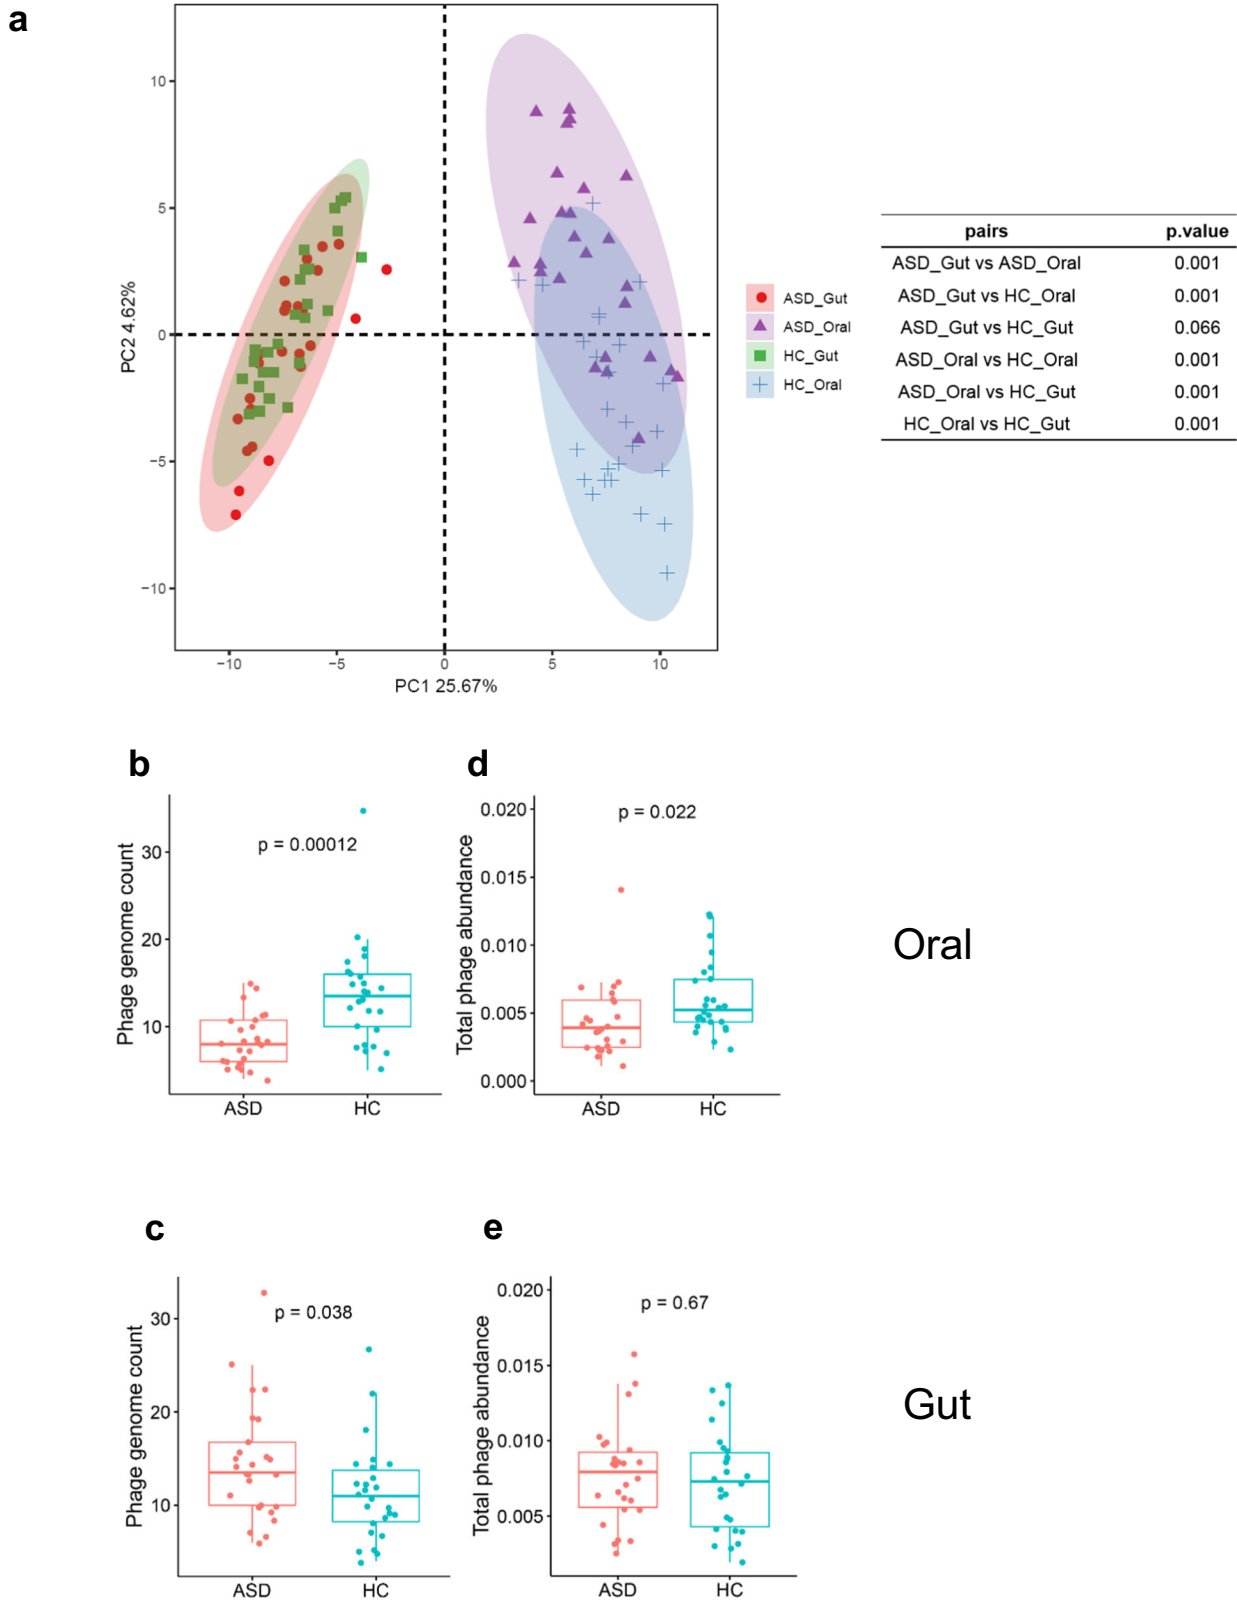 a
10
5
0
−5
−10
PC2 4.62%
−10 −5 0 5 10
PC1 25.67%
ASD_Gut
ASD_Oral
HC_Gut
HC_Oral
pairs p.value
ASD_Gut vs ASD_Oral 0.001
ASD_Gut vs HC_Oral 0.001
ASD_Gut vs HC_Gut 0.066
ASD_Oral vs HC_Oral 0.001
ASD_Oral vs HC_Gut 0.001
HC_Oral vs HC_Gut 0.001
b
Phage genome count
30
20
10
p = 0.00012
ASD HC
d
Total phage abundance
0.020
0.015
0.010
0.005
0.000
p = 0.022
ASD HC
Oral
c
Phage genome count
30
20
10
p = 0.038
ASD HC
e
Total phage abundance
0.020
0.015
0.010
0.005
p = 0.67
ASD HC
Gut